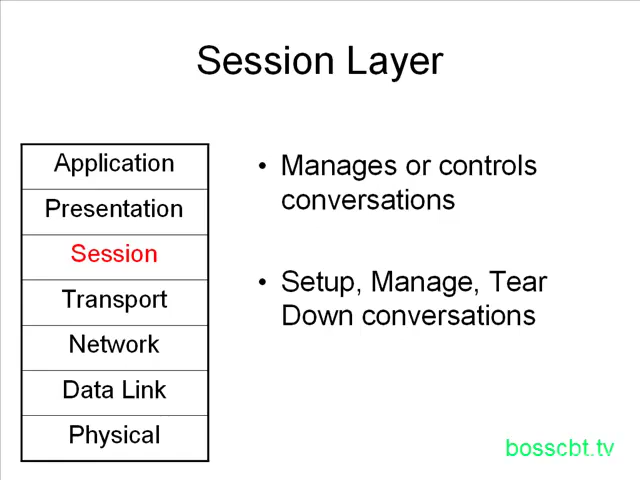 Session Layer
Application
Presentation
Session
Transport
Network
Data Link
Physical
• Manages or controls
conversations
• Setup, Manage, Tear
Down conversations
bosscbt.tv